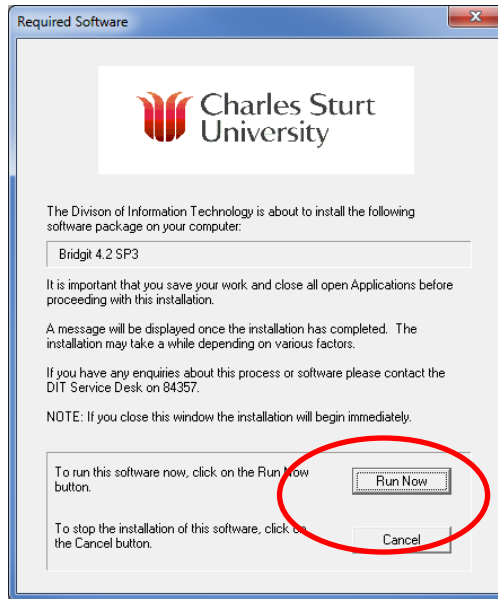 Required Software
Charles Sturt
University
The Divison of Information Technology is about to install the following
software package on your computer:
Bridgit 4.2 SP3
It is important that you save your work and close all open Applications before
proceeding with this installation.
A message will be displayed once the installation has completed. The
installation may take a while depending on various factors.
If you have any enquiries about this process or software please contact the
DIT Service Desk on 84357.
NOTE: If you close this window the installation will begin immediately.
To run this software now, click on the Run Now
button.
Run Now
To stop the installation of this software, click on
the Cancel button.
Cancel